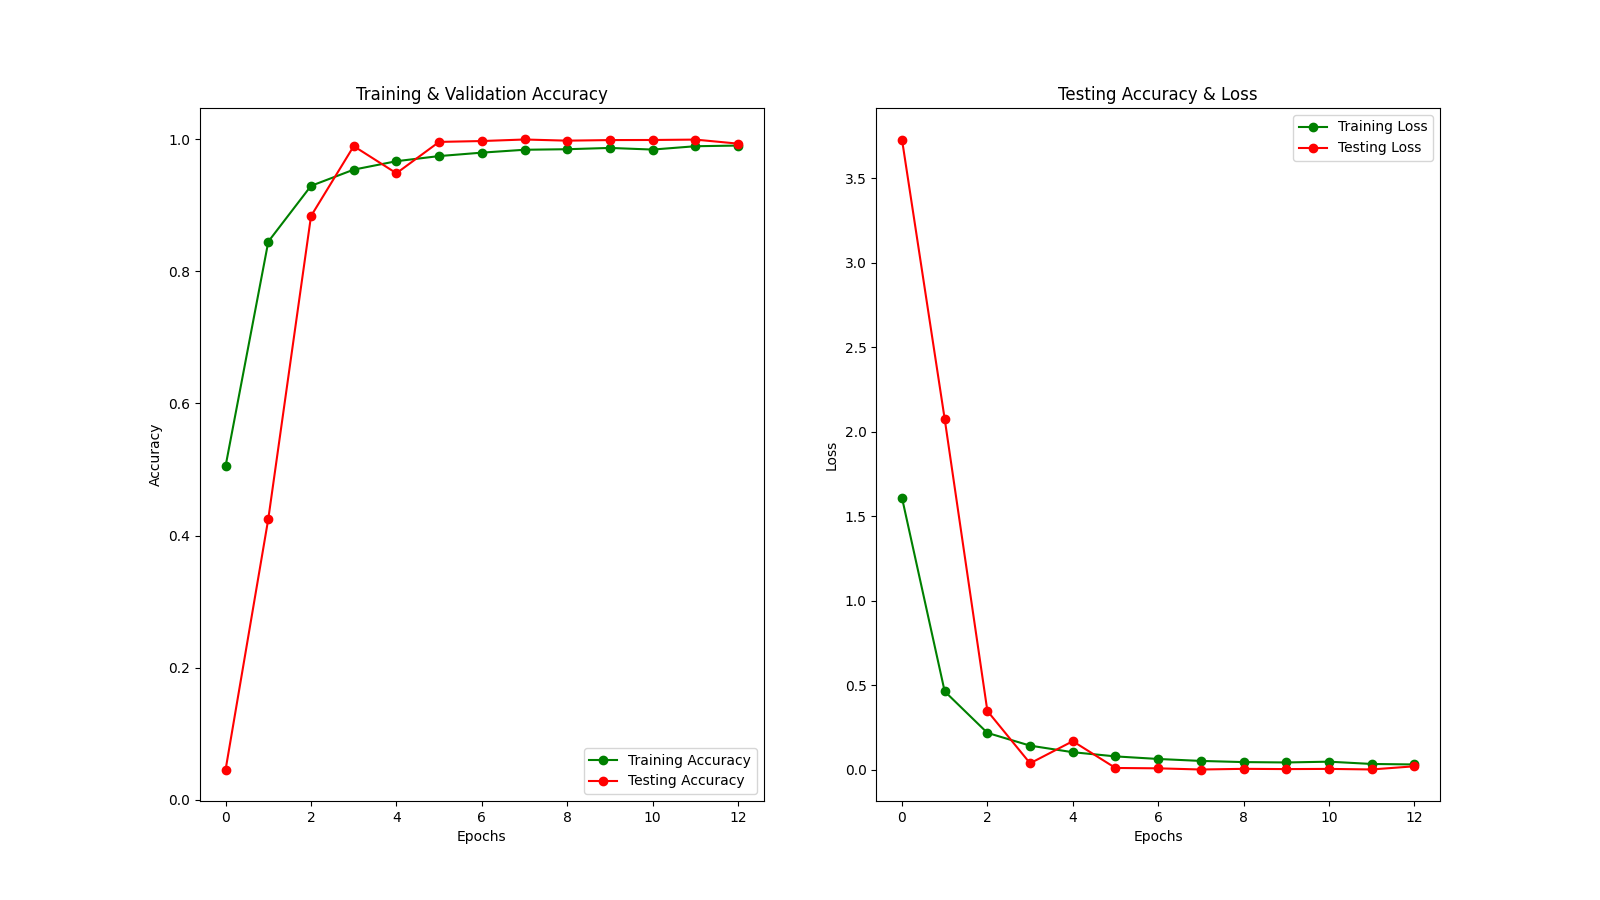 Training & Validation Accuracy
1.0
0.8
0.6
0.4
0.2
0.0
Accuracy
0 2 4 6 8 10 12
Epochs
Training Accuracy
Testing Accuracy
Testing Accuracy & Loss
3.5
3.0
2.5
2.0
1.5
1.0
0.5
0.0
Loss
0 2 4 6 8 10 12
Epochs
Training Loss
Testing Loss